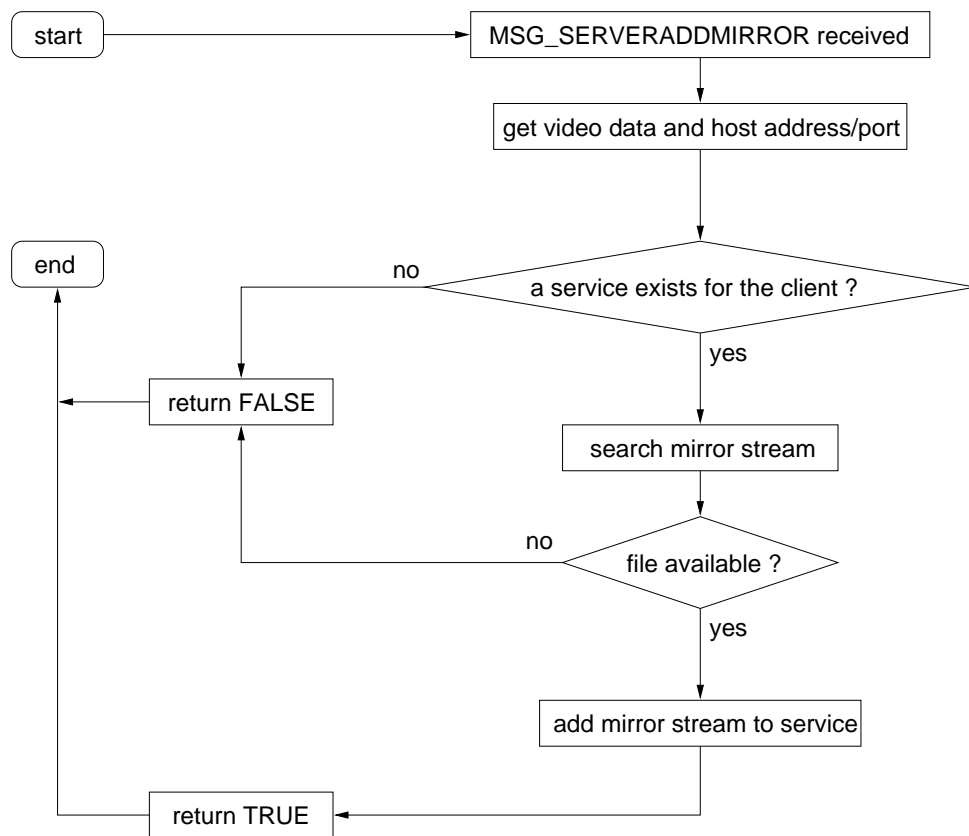 start
MSG_SERVERADDMIRROR received
get video data and host address/port
end
no
a service exists for the client ?
yes
return FALSE
search mirror stream
no
file available ?
yes
add mirror stream to service
return TRUE